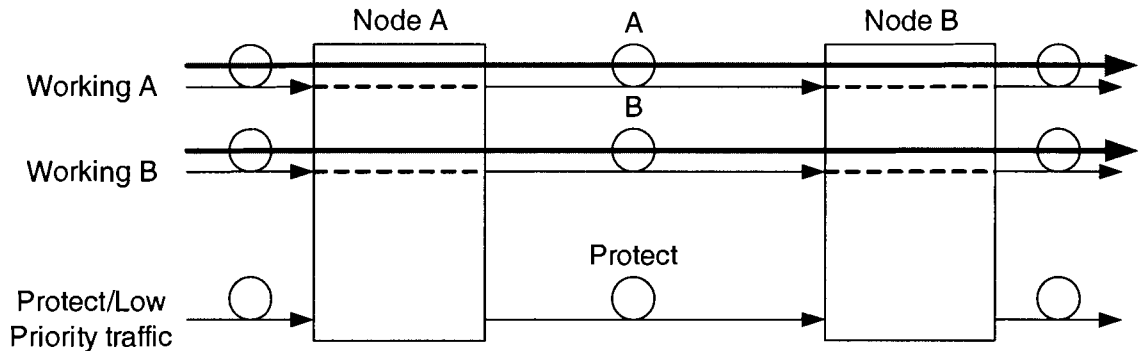 Node A
A
Node B
Working A
B
Working B
Protect
Protect/Low
Priority traffic